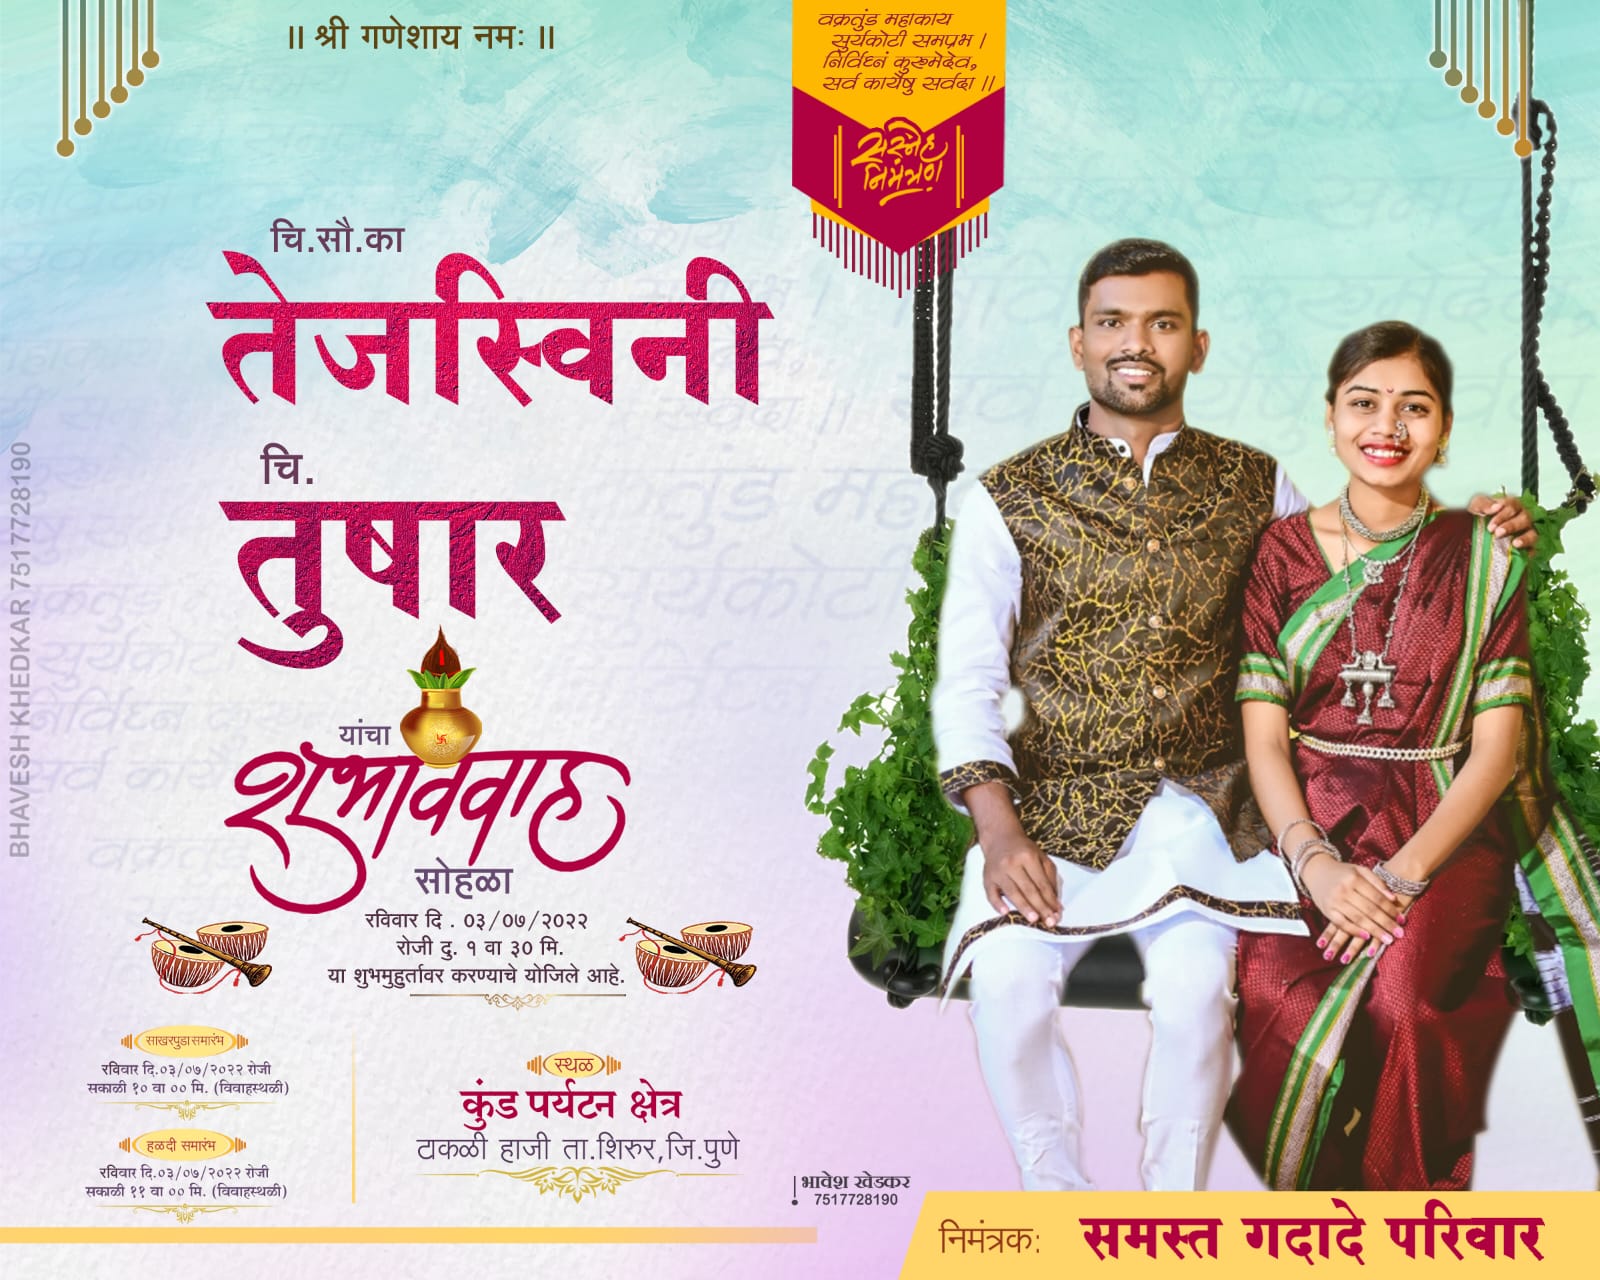 ॥ श्री गणेशाय नमः ॥
वक्रतुंड महाकाय
सुर्यकोटी समप्रभ ।
निर्विघ्नं कुरूमेदेव,
सर्व कार्येषु सर्वदा ॥
सस्नेह
निमंत्रण
चि.सौ.का
तेजस्विनी
चि.
तुषार
यांचा
शुभविवाह
सोहळा
रविवार दि . ०३/०७/२०२२
रोजी दु. १ वा ३० मि.
या शुभमुहुर्तावर करण्याचे योजिले आहे.
साखरपुडा समारंभ
रविवार दि.०३/०७/२०२२ रोजी
सकाळी १० वा ०० मि. (विवाहस्थळी)
हळदी समारंभ
रविवार दि.०३/०७/२०२२ रोजी
सकाळी ११ वा ०० मि. (विवाहस्थळी)
स्थळ
कुंड पर्यटन क्षेत्र
टाकळी हाजी ता.शिरुर,जि.पुणे
भावेश खेडकर
7517728190
निमंत्रक: समस्त गदादे परिवार
BHAVESH KHEDKAR 7517728190